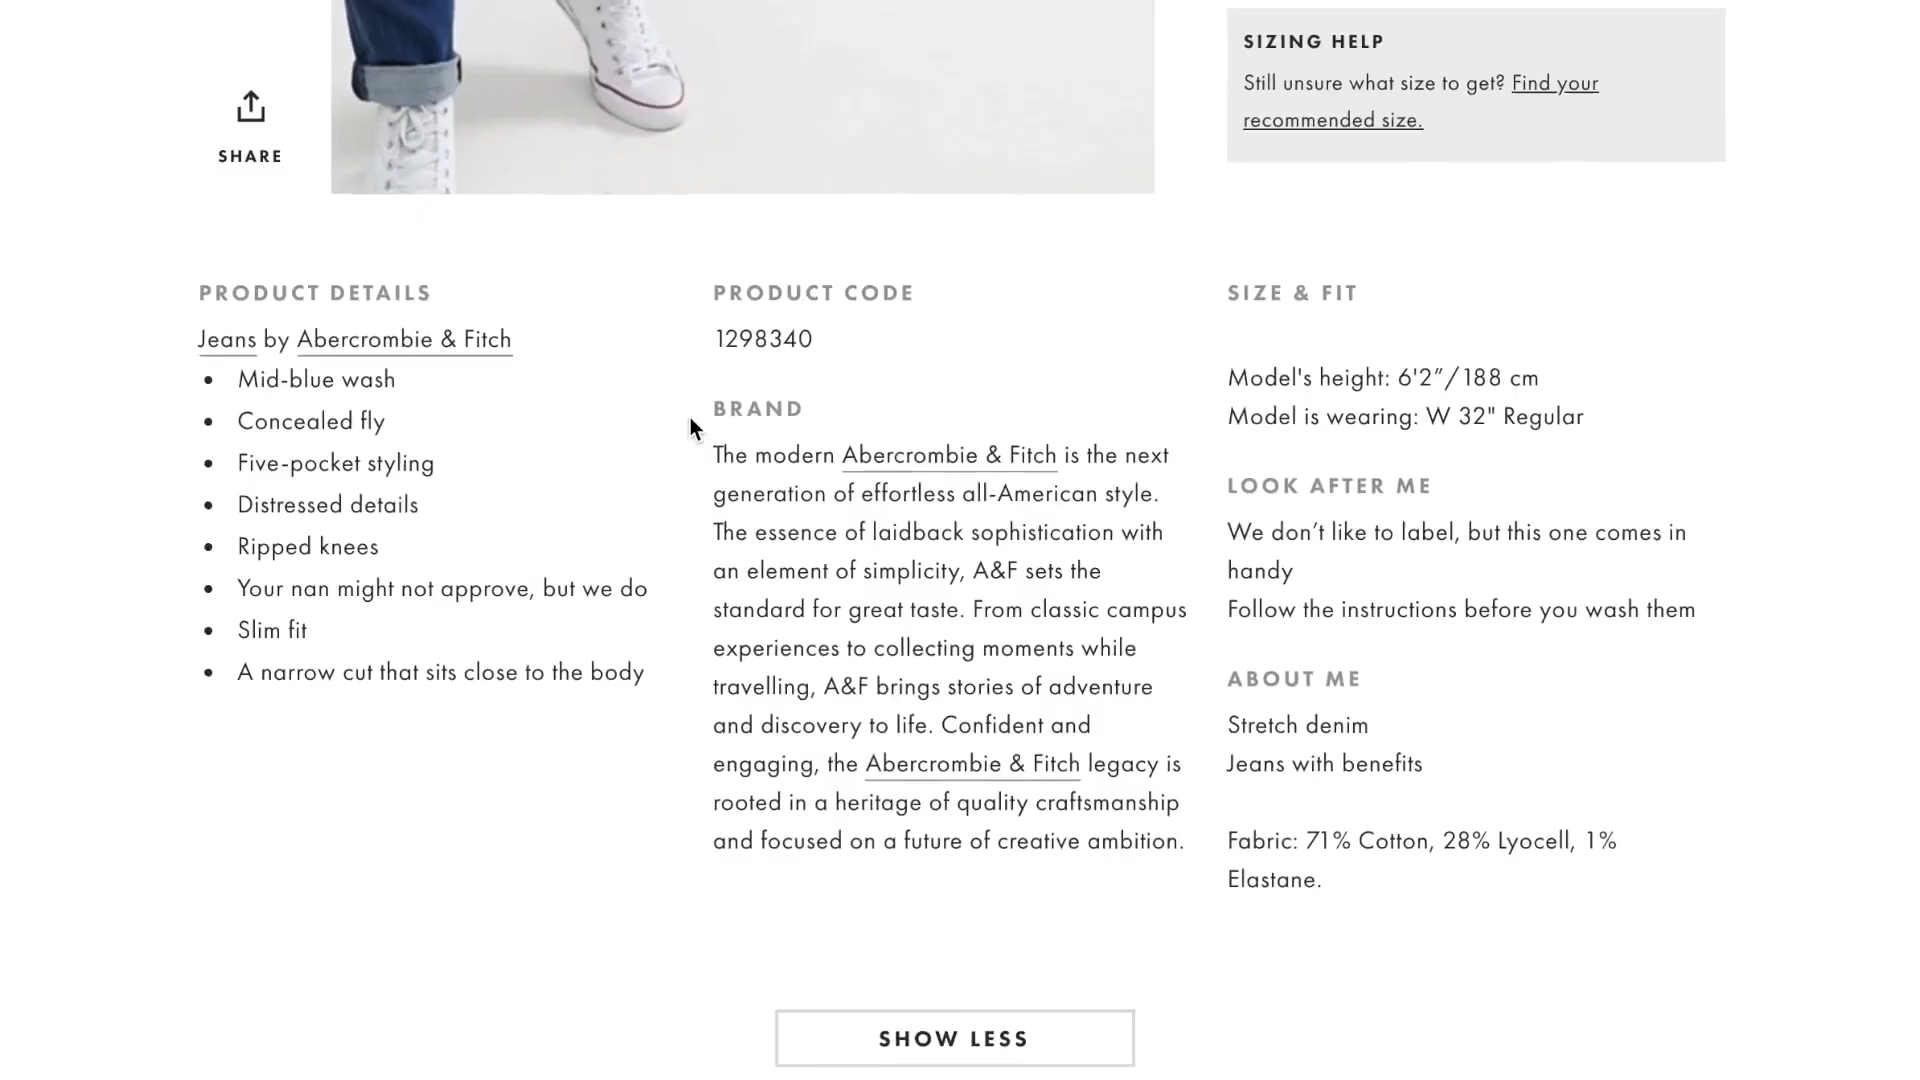 SIZING HELP
Still unsure what size to get? Find your
recommended size.
SHARE
PRODUCT DETAILS
Jeans by Abercrombie & Fitch
• Mid-blue wash
• Concealed fly
• Five-pocket styling
• Distressed details
• Ripped knees
• Your nan might not approve, but we do
• Slim fit
• A narrow cut that sits close to the body
PRODUCT CODE
1298340
BRAND
The modern Abercrombie & Fitch is the next
generation of effortless all-American style.
The essence of laidback sophistication with
an element of simplicity, A&F sets the
standard for great taste. From classic campus
experiences to collecting moments while
travelling, A&F brings stories of adventure
and discovery to life. Confident and
engaging, the Abercrombie & Fitch legacy is
rooted in a heritage of quality craftsmanship
and focused on a future of creative ambition.
SIZE & FIT
Model's height: 6'2”/188 cm
Model is wearing: W 32" Regular
LOOK AFTER ME
We don’t like to label, but this one comes in
handy
Follow the instructions before you wash them
ABOUT ME
Stretch denim
Jeans with benefits
Fabric: 71% Cotton, 28% Lyocell, 1%
Elastane.
SHOW LESS